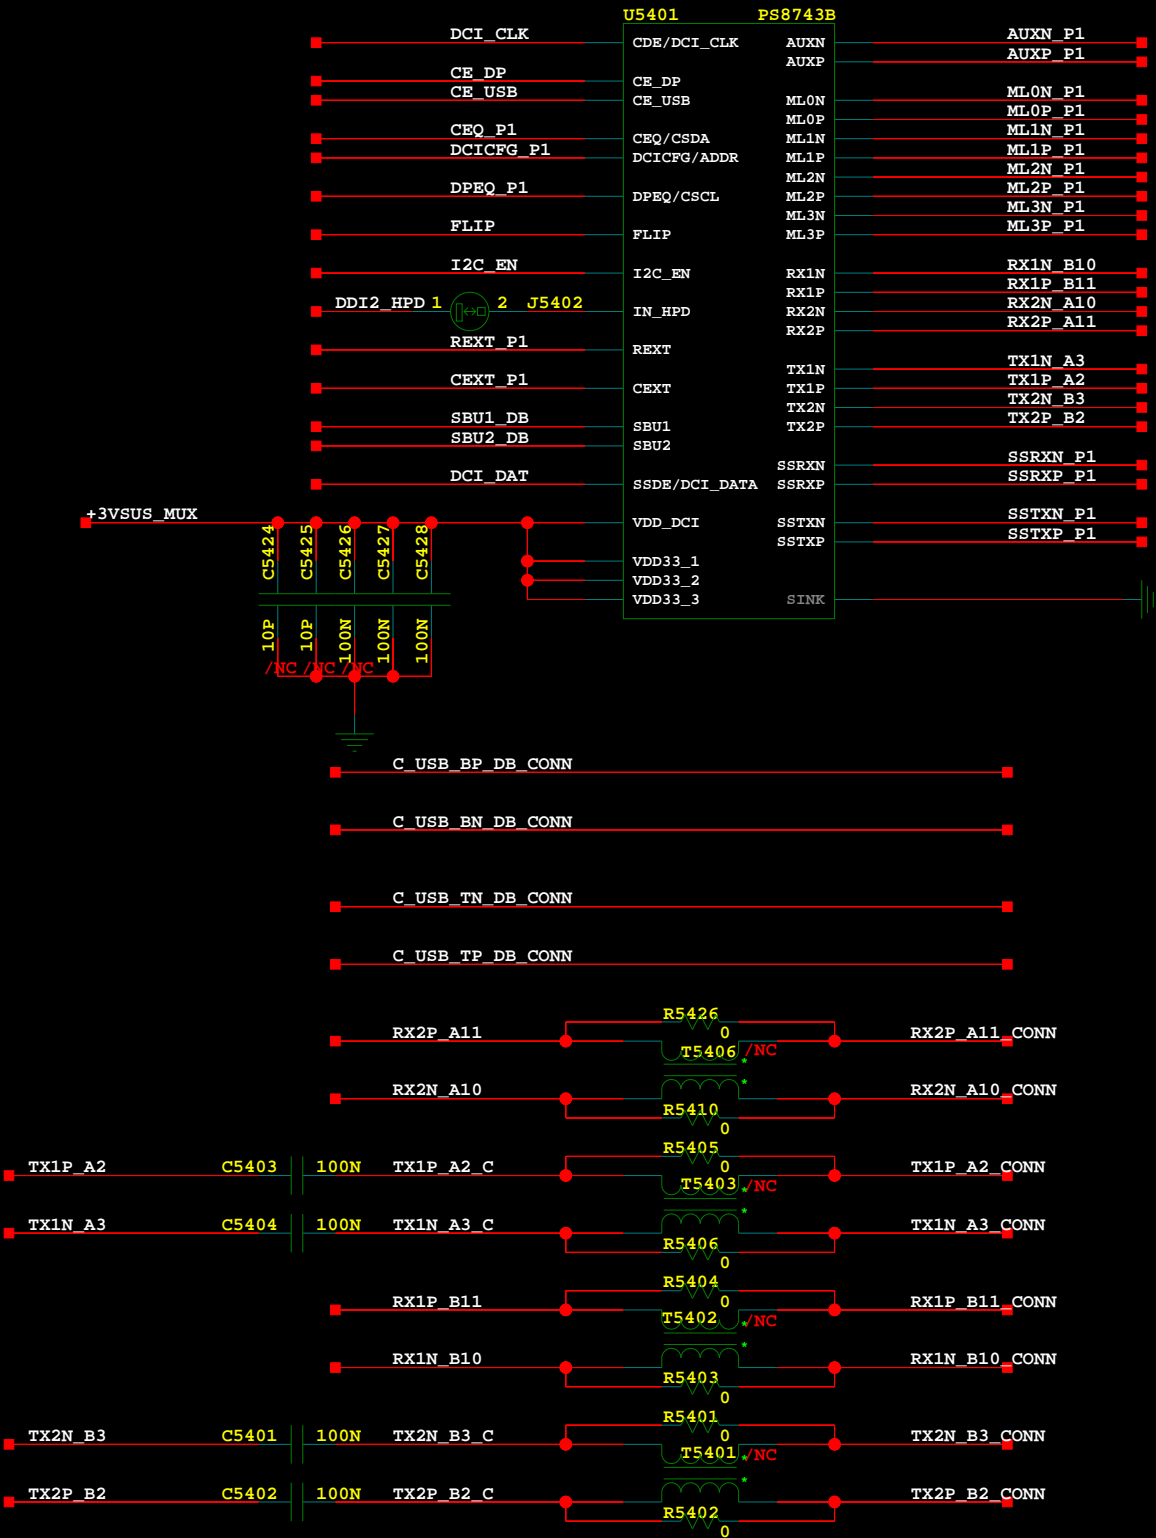 U5401 PS8743B
DCI_CLK CDE/DCI_CLK AUXN AUXN_P1
AUXP AUXP_P1
CE_DP CE_DP
CE_USB CE_USB ML0N ML0N_P1
ML0P ML0P_P1
CEQ_P1 CEQ/CSDA ML1N ML1N_P1
DCICFG_P1 DCICFG/ADDR ML1P ML1P_P1
ML2N ML2N_P1
DPEQ_P1 DPEQ/CSCL ML2P ML2P_P1
ML3N ML3N_P1
FLIP FLIP ML3P ML3P_P1
I2C_EN I2C_EN RX1N RX1N_B10
RX1P RX1P_B11
DDI2_HPD 1 2 J5402 IN_HPD RX2N RX2N_A10
RX2P RX2P_A11
REXT_P1 REXT
TX1N TX1N_A3
CEXT_P1 CEXT TX1P TX1P_A2
TX2N TX2N_B3
SBU1_DB SBU1 TX2P TX2P_B2
SBU2_DB SBU2
SSRXN SSRXN_P1
DCI_DAT SSDE/DCI_DATA SSRXP SSRXP_P1
+3VSUS_MUX VDD_DCI SSTXN SSTXN_P1
SSTXP SSTXP_P1
C5424 C5425 C5426 C5427 C5428
VDD33_1
VDD33_2
VDD33_3 SINK
10P 10P 100N 100N 100N
/NC /NC /NC
C_USB_BP_DB_CONN
C_USB_BN_DB_CONN
C_USB_TN_DB_CONN
C_USB_TP_DB_CONN
R5426
RX2P_A11 0 RX2P_A11_CONN
T5406 * /NC
*
RX2N_A10 RX2N_A10_CONN
R5410
0
R5405
TX1P_A2 C5403 100N TX1P_A2_C 0 TX1P_A2_CONN
T5403 * /NC
*
TX1N_A3 C5404 100N TX1N_A3_C TX1N_A3_CONN
R5406
0
R5404
RX1P_B11 0 RX1P_B11_CONN
T5402 * /NC
*
RX1N_B10 RX1N_B10_CONN
R5403
0
R5401
TX2N_B3 C5401 100N TX2N_B3_C 0 TX2N_B3_CONN
T5401 * /NC
*
TX2P_B2 C5402 100N TX2P_B2_C TX2P_B2_CONN
R5402
0